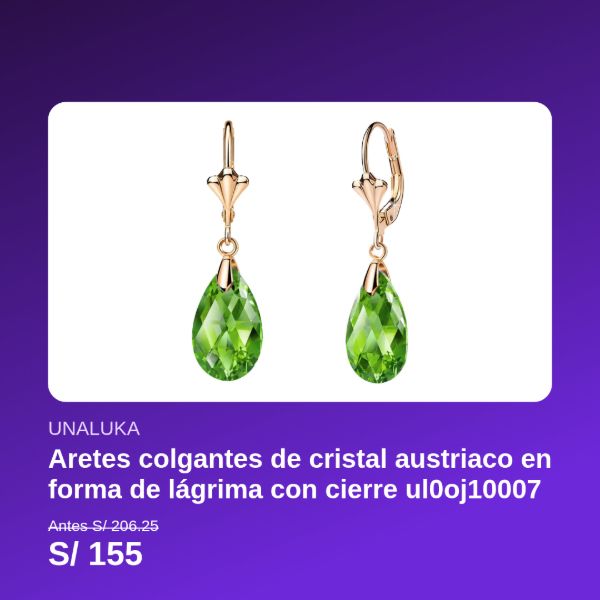 UNALUKA
Aretes colgantes de cristal austriaco en
forma de lágrima con cierre ul0oj10007
Antes S/ 206.25
S/ 155